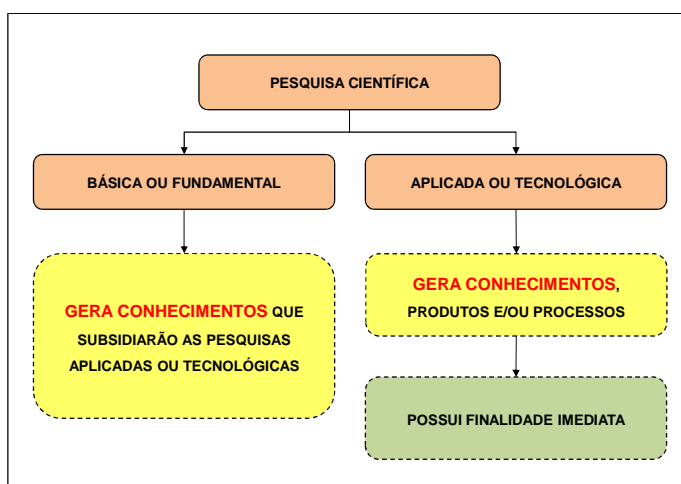 PESQUISA CIENTÍFICA
BÁSICA OU FUNDAMENTAL
APLICADA OU TECNOLÓGICA
GERA CONHECIMENTOS QUE
SUBSIDIARÃO AS PESQUISAS
APLICADAS OU TECNOLÓGICAS
GERA CONHECIMENTOS,
PRODUTOS E/OU PROCESSOS
POSSUI FINALIDADE IMEDIATA